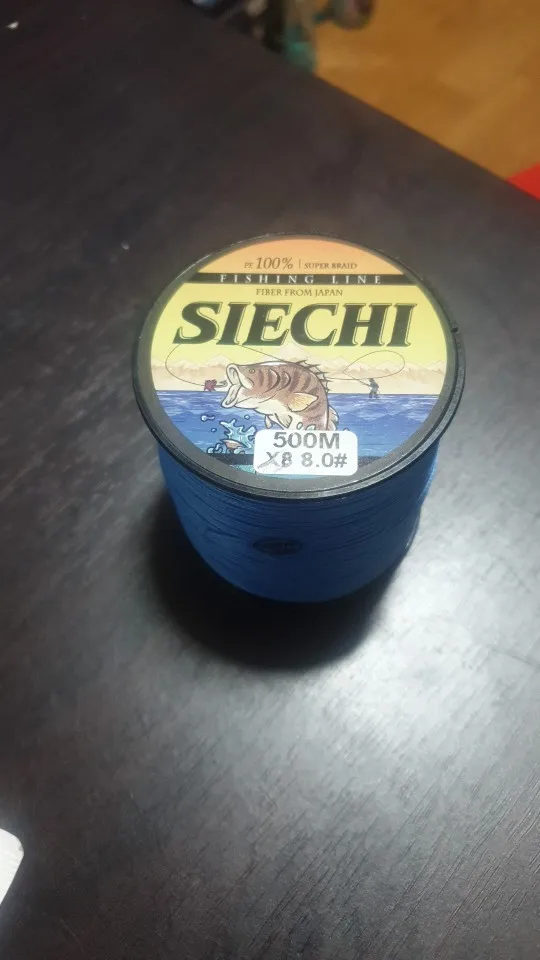 PE 100% | SUPER BRAID
FISHING LINE
FIBER FROM JAPAN
SIECHI
500M
X8 8.0#